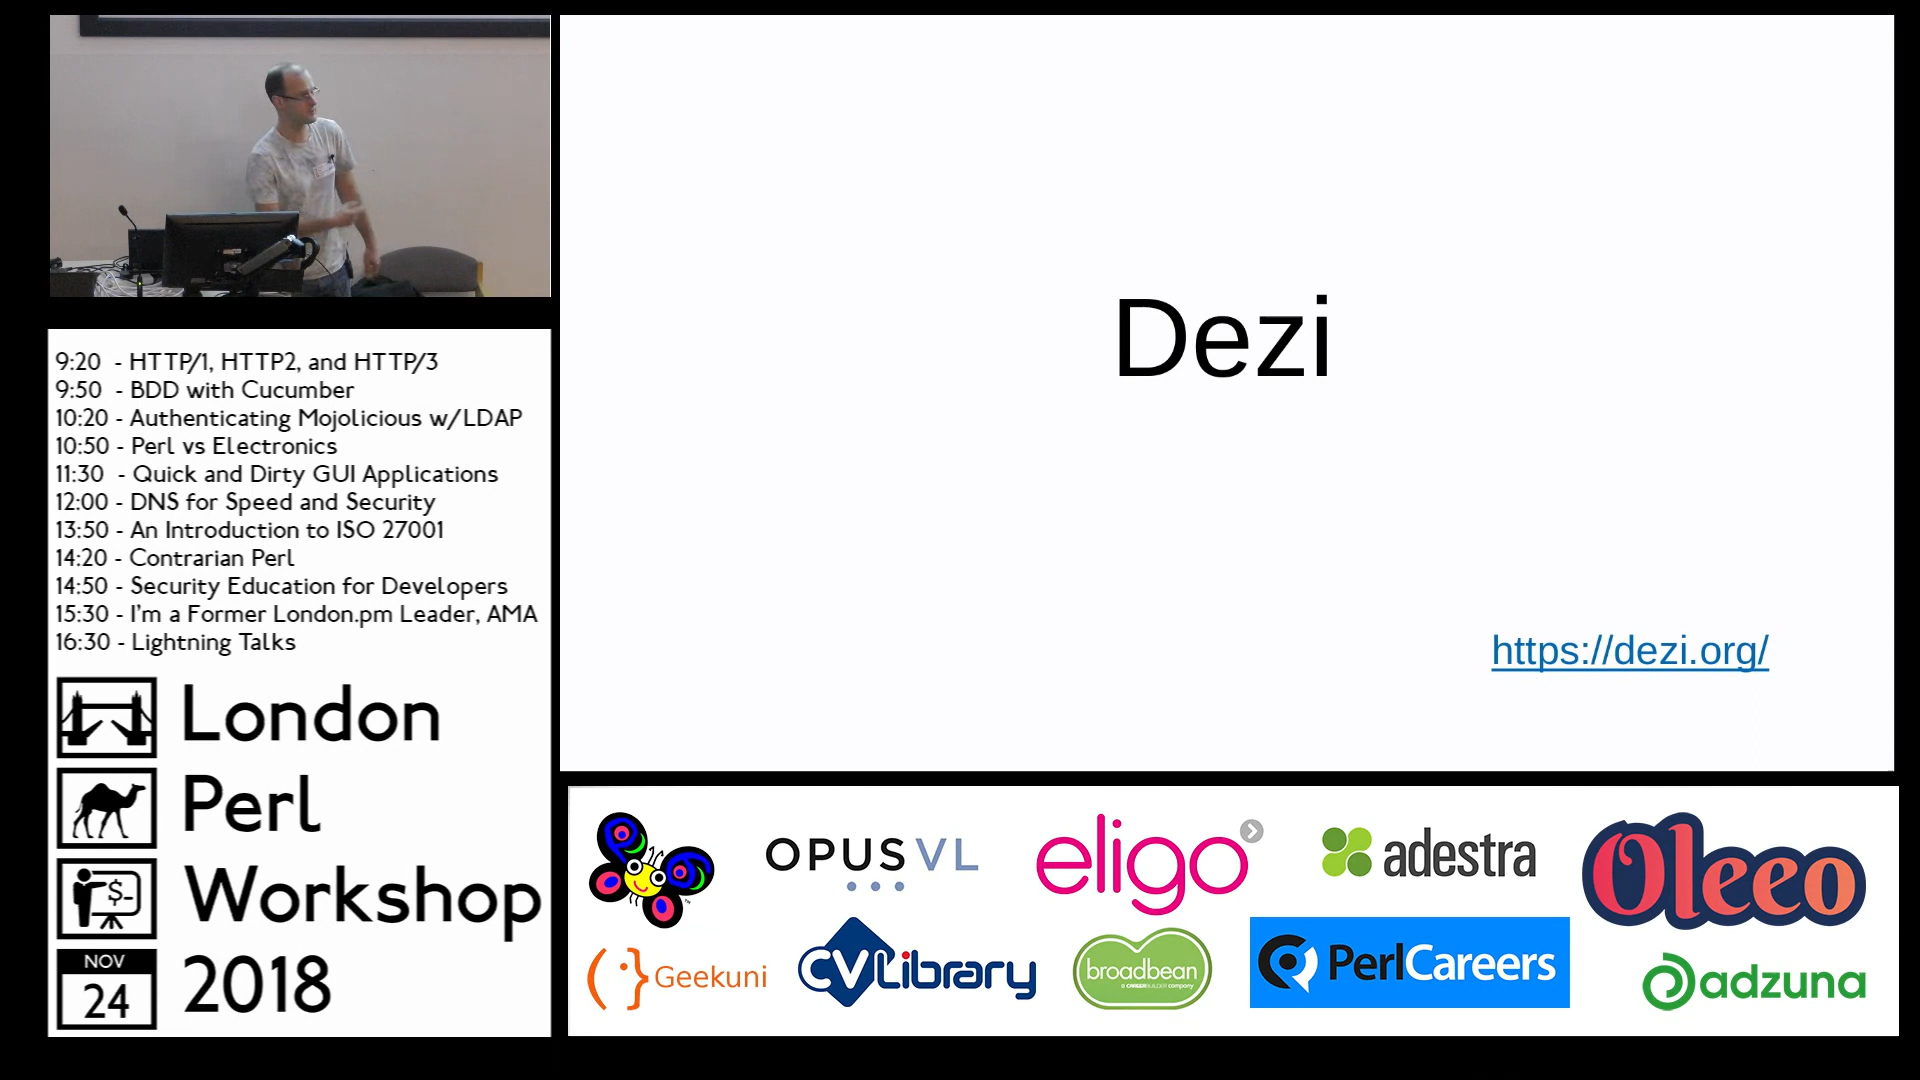 9:20 - HTTP/1, HTTP2, and HTTP/3
9:50 - BDD with Cucumber
10:20 - Authenticating Mojolicious w/LDAP
10:50 - Perl vs Electronics
11:30 - Quick and Dirty GUI Applications
12:00 - DNS for Speed and Security
13:50 - An Introduction to ISO 27001
14:20 - Contrarian Perl
14:50 - Security Education for Developers
15:30 - I'm a Former London.pm Leader, AMA
16:30 - Lightning Talks
London
Perl
$-
Workshop
NOV
24
2018
Dezi
https://dezi.org/
OPUS VL
eligo
adestra
Oleeo
{ } Geekuni
CVLibrary
broadbean
a CAREERBUILDER company
PerlCareers
adzuna